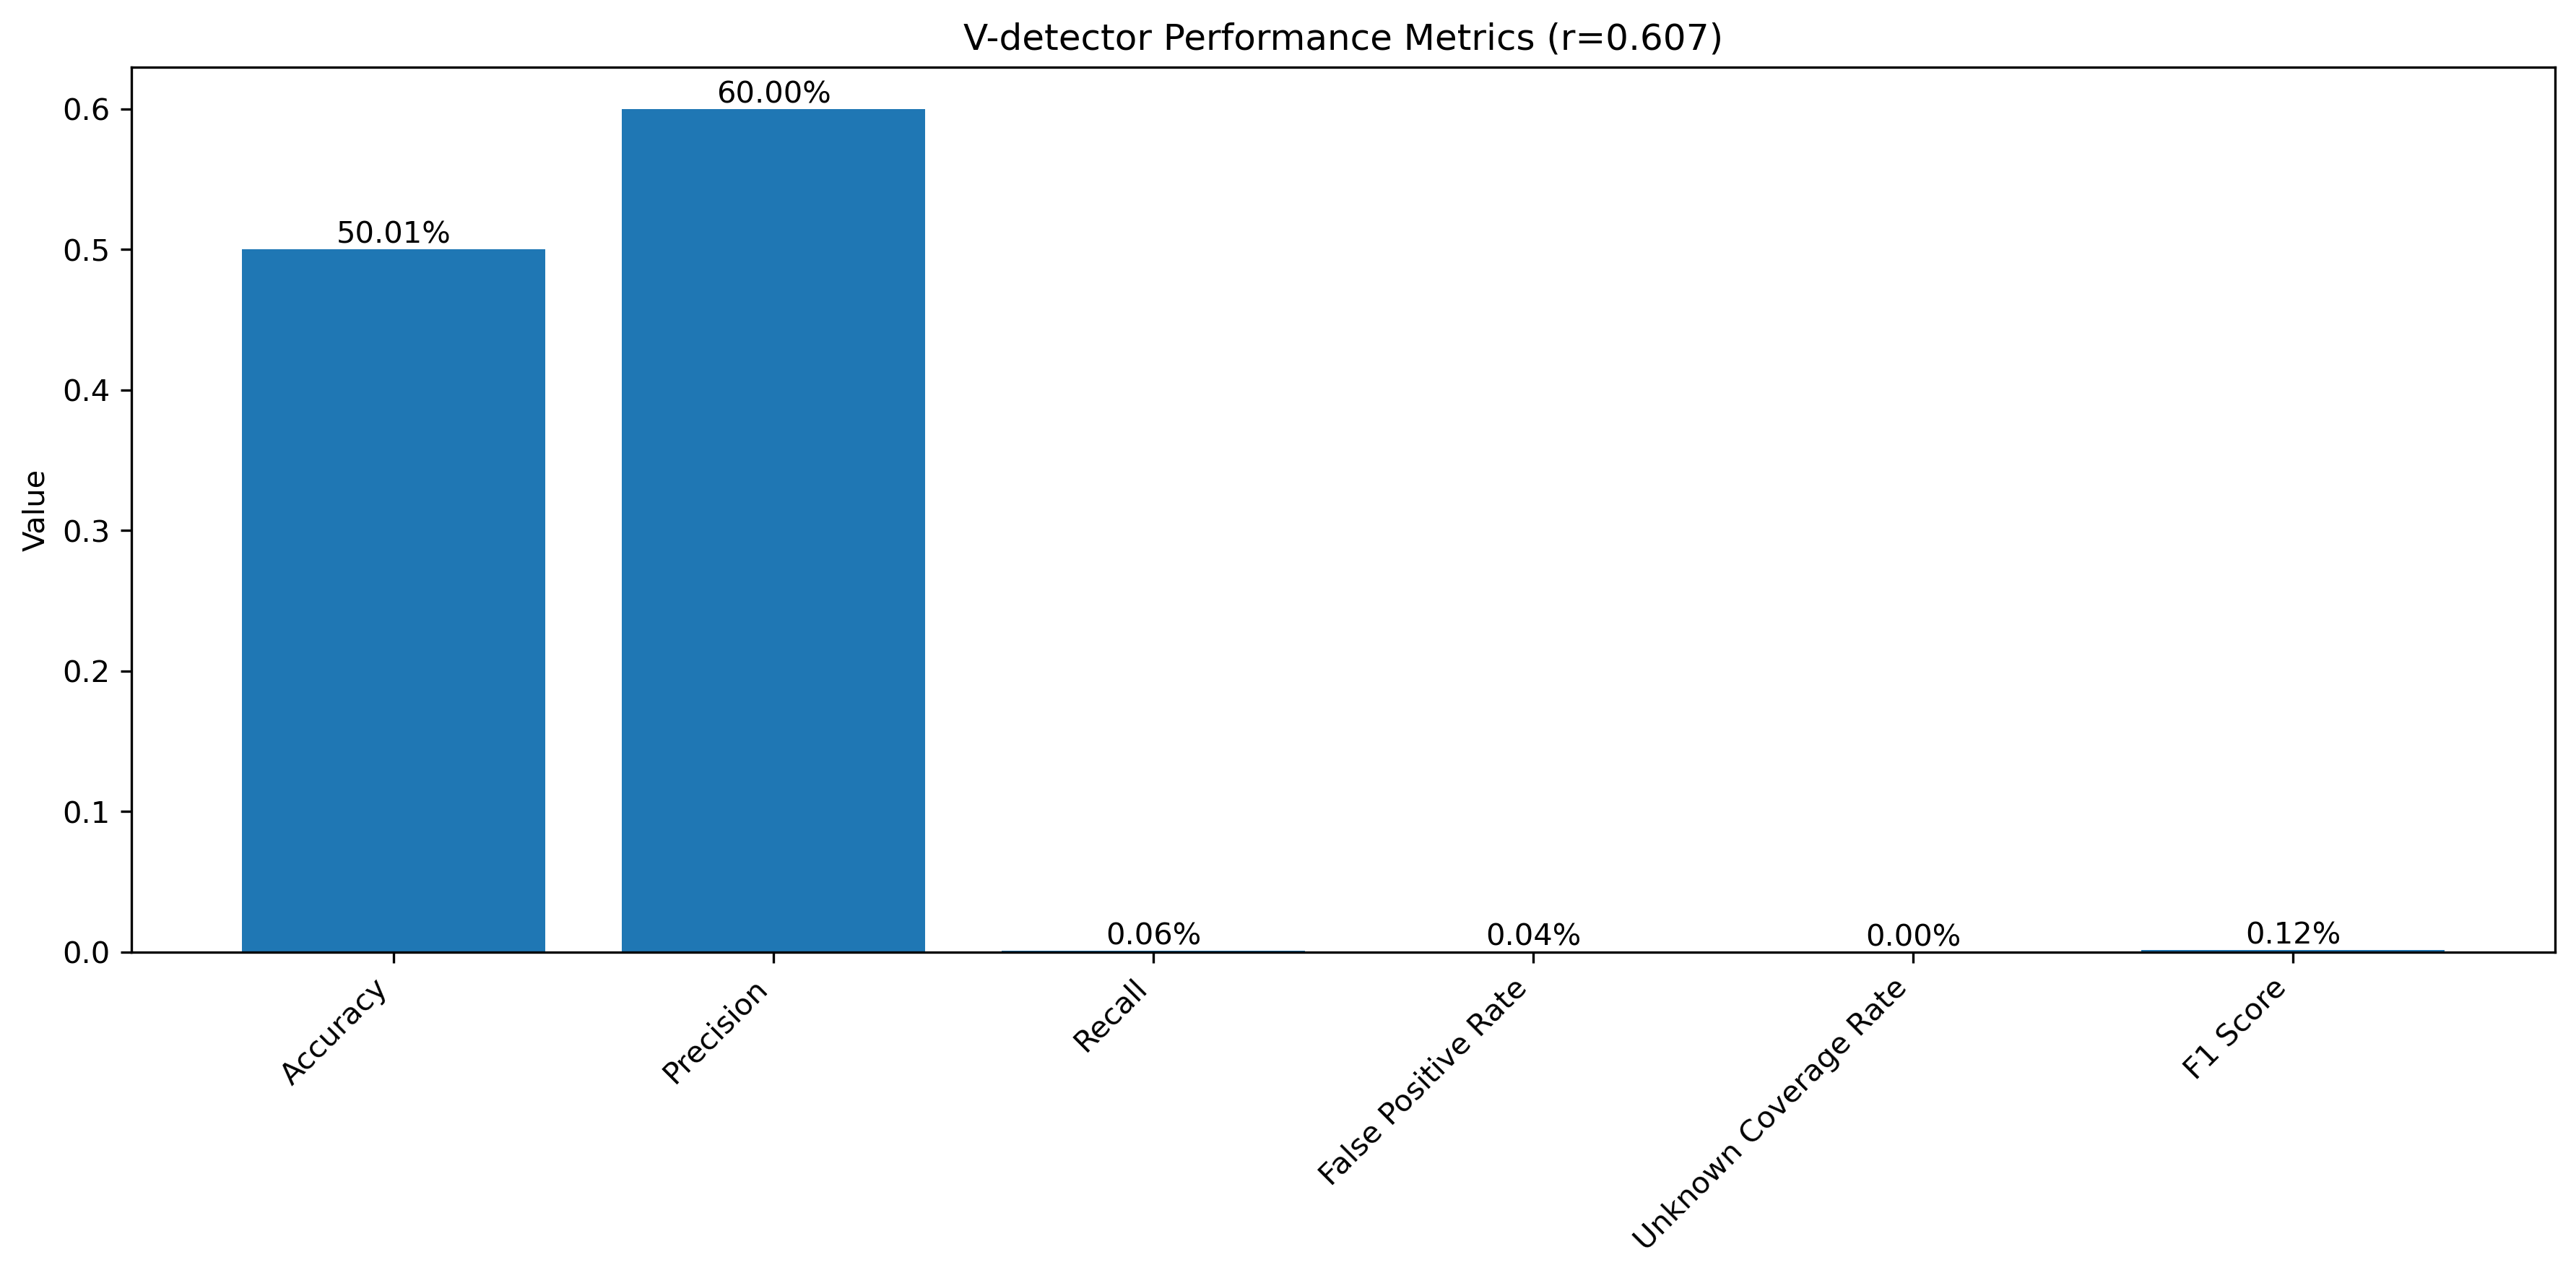 V-detector Performance Metrics (r=0.607)
Value
0.6
0.5
0.4
0.3
0.2
0.1
0.0
50.01%
60.00%
0.06%
0.04%
0.00%
0.12%
Accuracy
Precision
Recall
False Positive Rate
Unknown Coverage Rate
F1 Score